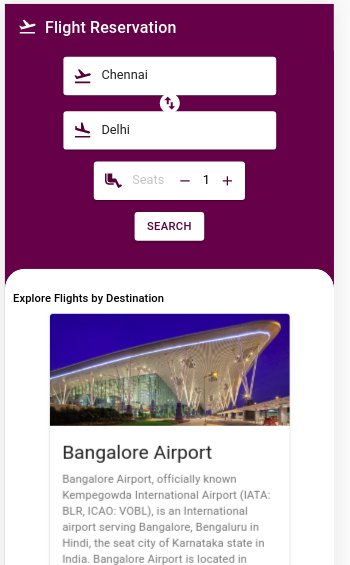 Flight Reservation
Chennai
Delhi
Seats − 1 +
SEARCH
Explore Flights by Destination
Bangalore Airport
Bangalore Airport, officially known
Kempegowda International Airport (IATA:
BLR, ICAO: VOBL), is an International
airport serving Bangalore, Bengaluru in
Hindi, the seat city of Karnataka state in
India. Bangalore Airport is located in